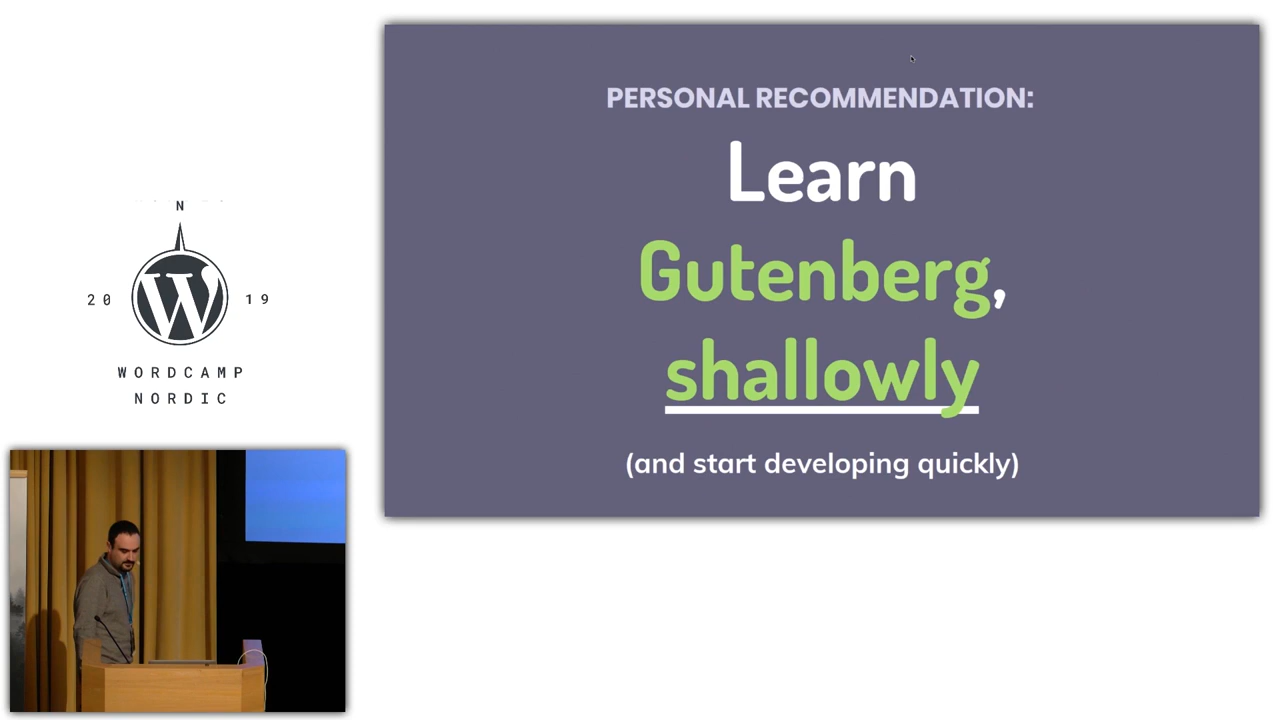 N
20 19
WORDCAMP
NORDIC
PERSONAL RECOMMENDATION:
Learn
Gutenberg,
shallowly
(and start developing quickly)